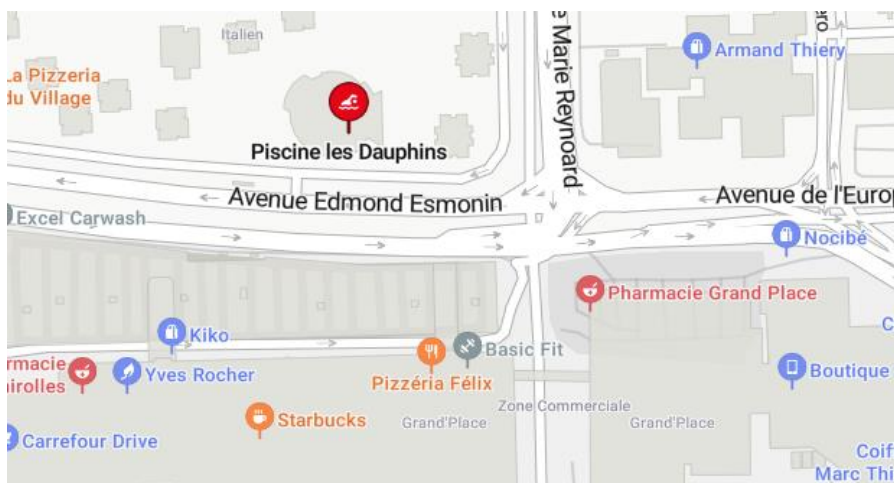 Italien
Armand Thiery
ero
La Pizzeria
du Village
Marie Reynoard
Piscine les Dauphins
Avenue Edmond Esmonin
Avenue de l'Europ
Excel Carwash
Nocibé
Pharmacie Grand Place
Kiko
Basic Fit
rmacie
irolles
Yves Rocher
Pizzéria Félix
Boutique
Starbucks
Grand'Place
Zone Commerciale
Grand'Place
Carrefour Drive
Coiff
Marc Thi